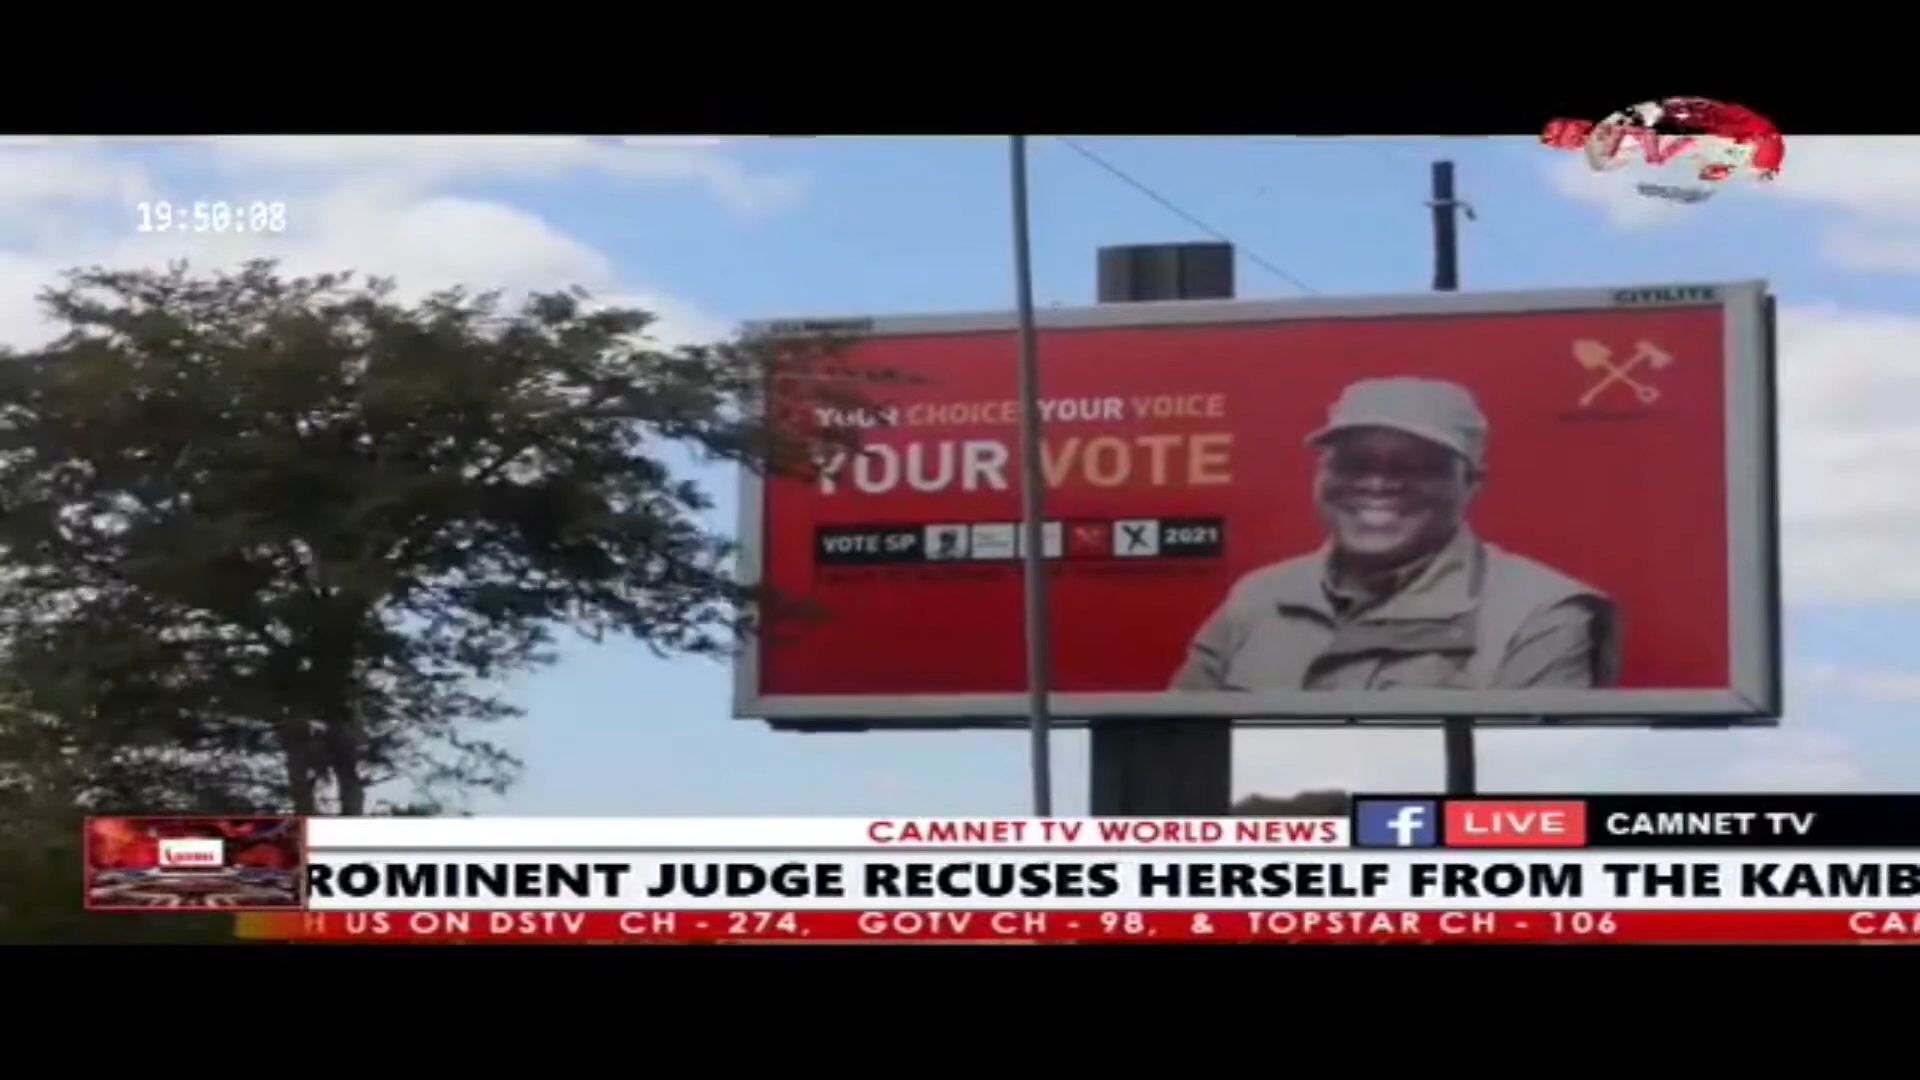 19:50:08
CITILITE
YOUR CHOICE YOUR VOICE
YOUR VOTE
VOTE SP X 2021
CAMNET TV WORLD NEWS
f LIVE CAMNET TV
ROMINENT JUDGE RECUSES HERSELF FROM THE KAMB
H US ON DSTV CH - 274, GOTV CH - 98, & TOPSTAR CH - 106 CA